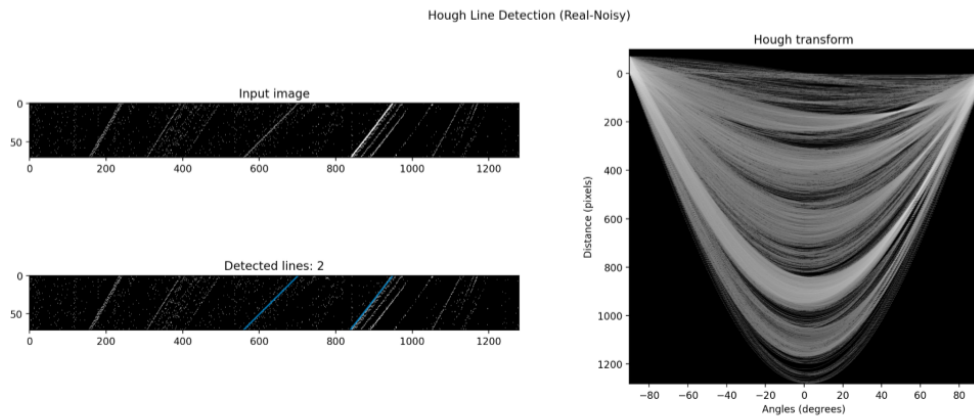 Hough Line Detection (Real-Noisy)
Input image
0
50
0 200 400 600 800 1000 1200
Detected lines: 2
0
50
0 200 400 600 800 1000 1200
Hough transform
Distance (pixels)
0
200
400
600
800
1000
1200
−80 −60 −40 −20 0 20 40 60 80
Angles (degrees)